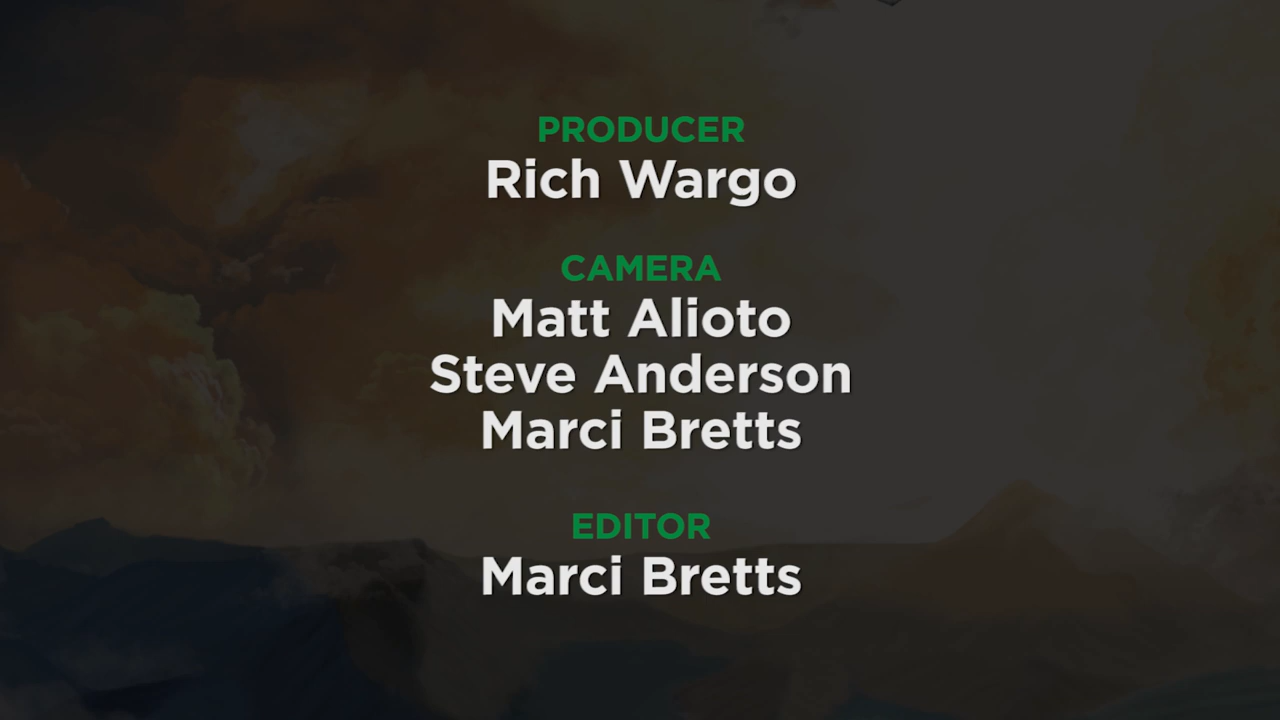 PRODUCER
Rich Wargo
CAMERA
Matt Alioto
Steve Anderson
Marci Bretts
EDITOR
Marci Bretts